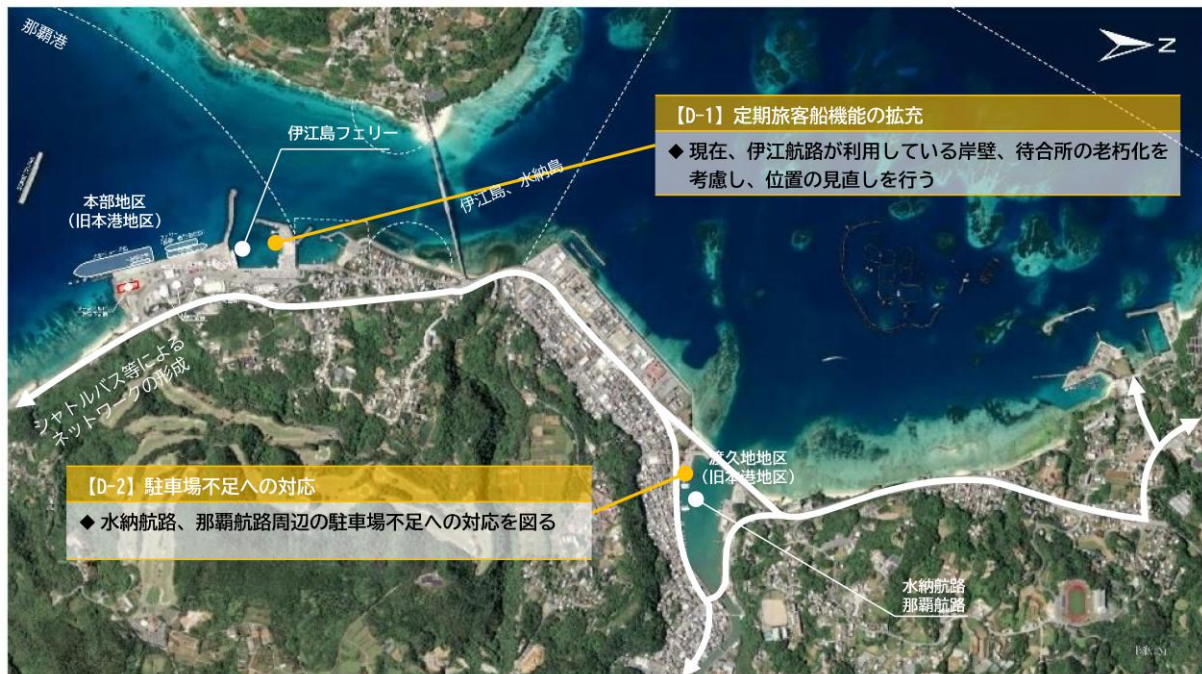 那覇港
N
伊江島フェリー
【D-1】定期旅客船機能の拡充
◆ 現在、伊江航路が利用している岸壁、待合所の老朽化を
考慮し、位置の見直しを行う
本部地区
(旧本港地区)
伊江島、水納島
シャトルバス等による
ネットワークの形成
渡久地地区
(旧本港地区)
【D-2】駐車場不足への対応
◆ 水納航路、那覇航路周辺の駐車場不足への対応を図る
水納航路
那覇航路